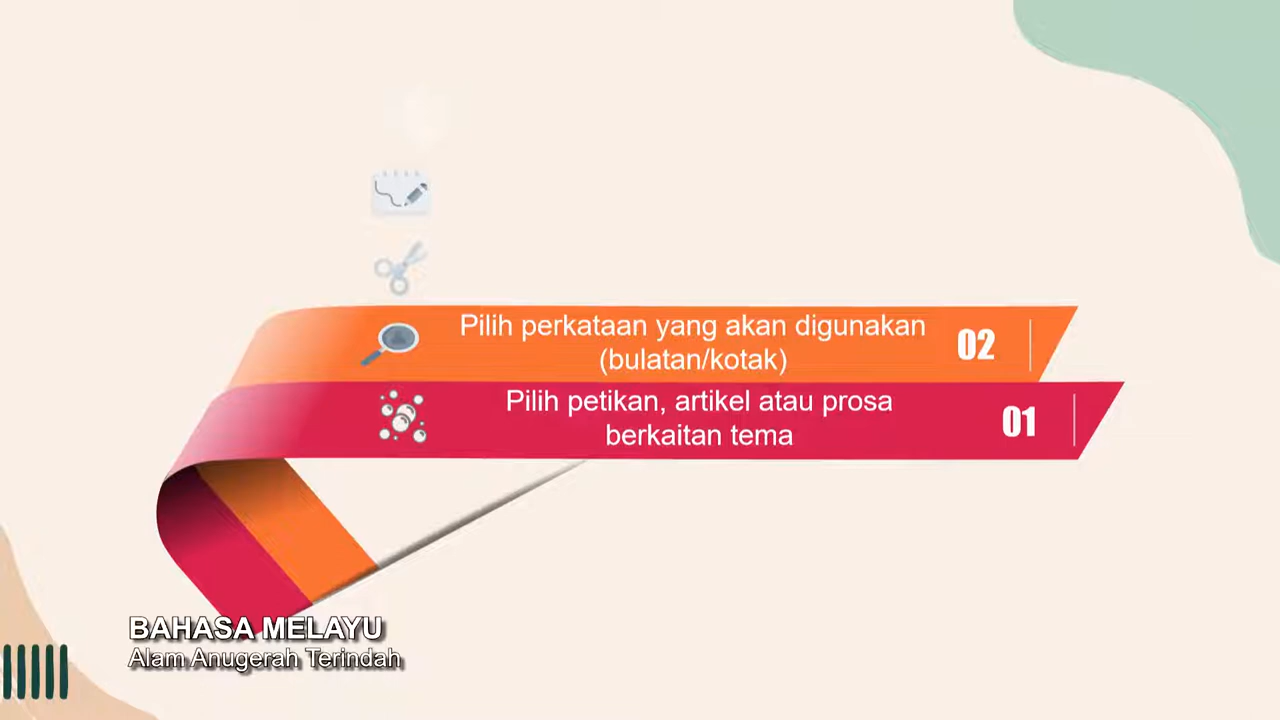 Pilih perkataan yang akan digunakan
(bulatan/kotak)
02
Pilih petikan, artikel atau prosa
berkaitan tema
01
BAHASA MELAYU
Alam Anugerah Terindah